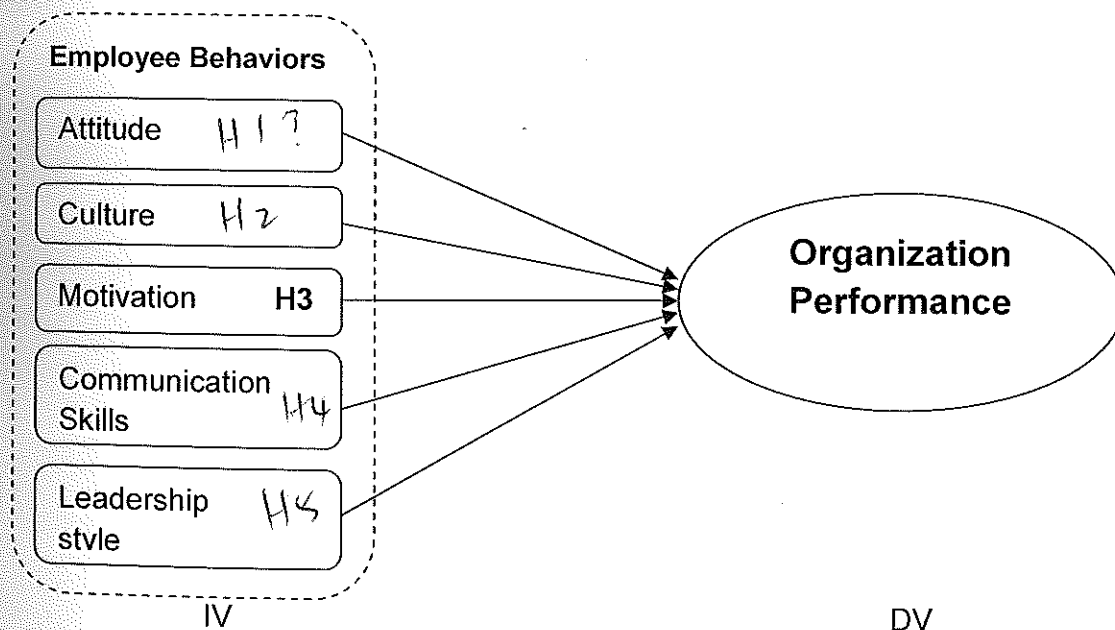 Employee Behaviors
Attitude H1?
Culture H2
Motivation H3
Communication
Skills H4
Leadership H5
style
Organization
Performance
IV
DV